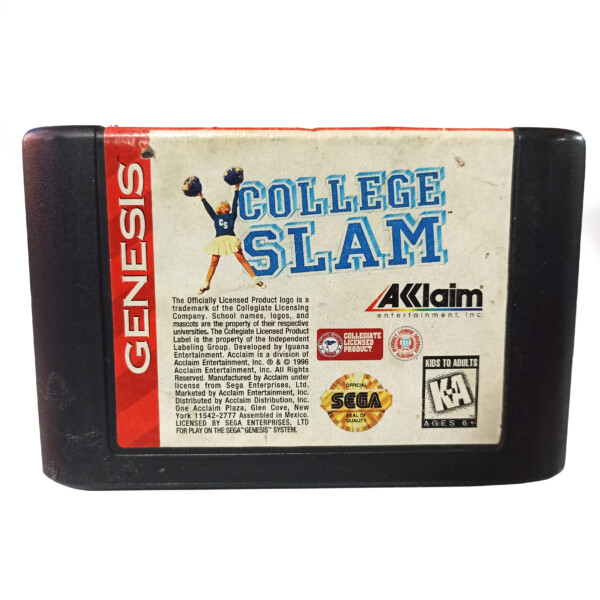 GENESIS
CS
COLLEGE
SLAM
The Officially Licensed Product logo is a
trademark of the Collegiate Licensing
Company. School names, logos, and
mascots are the property of their respective
universities. The Collegiate Licensed Product
Label is the property of the Independent
Labeling Group. Developed by Iguana
Entertainment. Acclaim is a division of
Acclaim Entertainment, Inc. ® & © 1996
Acclaim Entertainment, Inc. All Rights
Reserved. Manufactured by Acclaim under
license from Sega Enterprises, Ltd.
Marketed by Acclaim Entertainment, Inc.
Distributed by Acclaim Distribution, Inc.
One Acclaim Plaza, Glen Cove, New
York 11542-2777 Assembled in Mexico.
LICENSED BY SEGA ENTERPRISES, LTD
FOR PLAY ON THE SEGA™ GENESIS™ SYSTEM.
AKKlaim
entertainment, inc.
COLLEGIATE
LICENSED
PRODUCT
OFFICIAL
SEGA
SEAL OF
QUALITY
KIDS TO ADULTS
K-A
AGES 6+